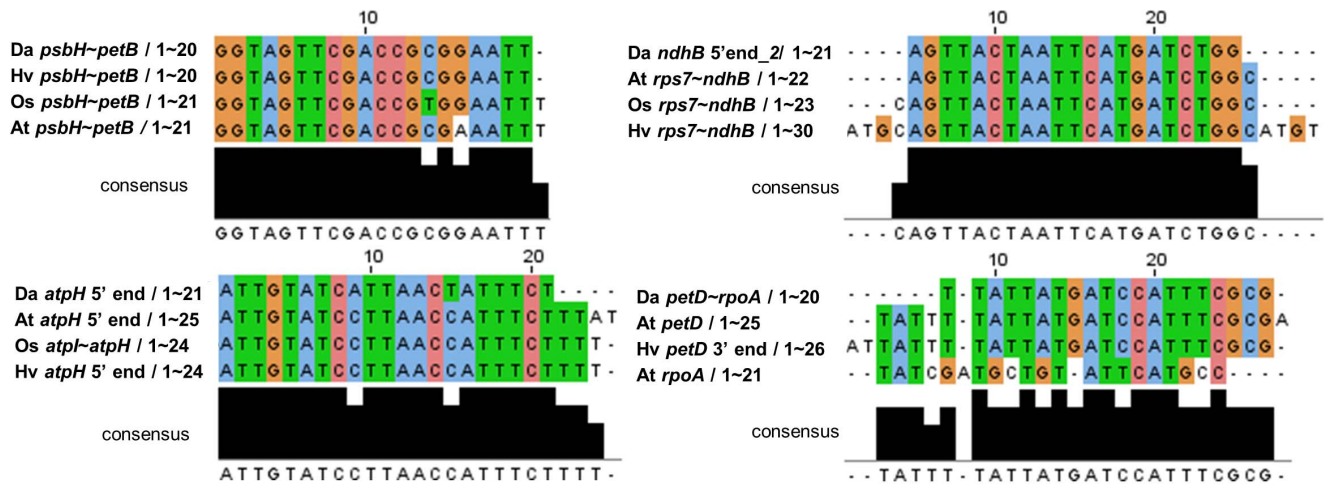 10
Da psbH~petB / 1~20 GGTAGTTCGACCGCGGAATT-
Hv psbH~petB / 1~20 GGTAGTTCGACCGCGGAATT-
Os psbH~petB / 1~21 GGTAGTTCGACCGTGGAATTT
At psbH~petB / 1~21 GGTAGTTCGACCGCGAAATTT
consensus
GGTAGTTCGACCGCGGAATTT
10 20
Da ndhB 5’end_2/ 1~21 ----AGTTACTAATTCATGATCTGG-----
At rps7~ndhB / 1~22 ----AGTTACTAATTCATGATCTGGC----
Os rps7~ndhB / 1~23 ---CAGTTACTAATTCATGATCTGGC----
Hv rps7~ndhB / 1~30 ATGCAGTTACTAATTCATGATCTGGCATGT
consensus
---CAGTTACTAATTCATGATCTGGC----
10 20
Da atpH 5’ end / 1~21 ATTGTATCATTAACTATTTCT----
At atpH 5’ end / 1~25 ATTGTATCCTTAACCATTTCTTTAT
Os atpI~atpH / 1~24 ATTGTATCCTTAACCATTTCTTTT-
Hv atpH 5’ end / 1~24 ATTGTATCCTTAACCATTTCTTTT-
consensus
ATTGTATCCTTAACCATTTCTTTT-
10 20
Da petD~rpoA / 1~20 ------T-TATTATGATCCATTTCGCG-
At petD / 1~25 --TATTT-TATTATGATCCATTTCGCGA
Hv petD 3’ end / 1~26 ATTATTT-TATTATGATCCATTTCGCG-
At rpoA / 1~21 --TATCGATGCTGT-ATTCATGCC----
consensus
--TATTT-TATTATGATCCATTTCGCG-